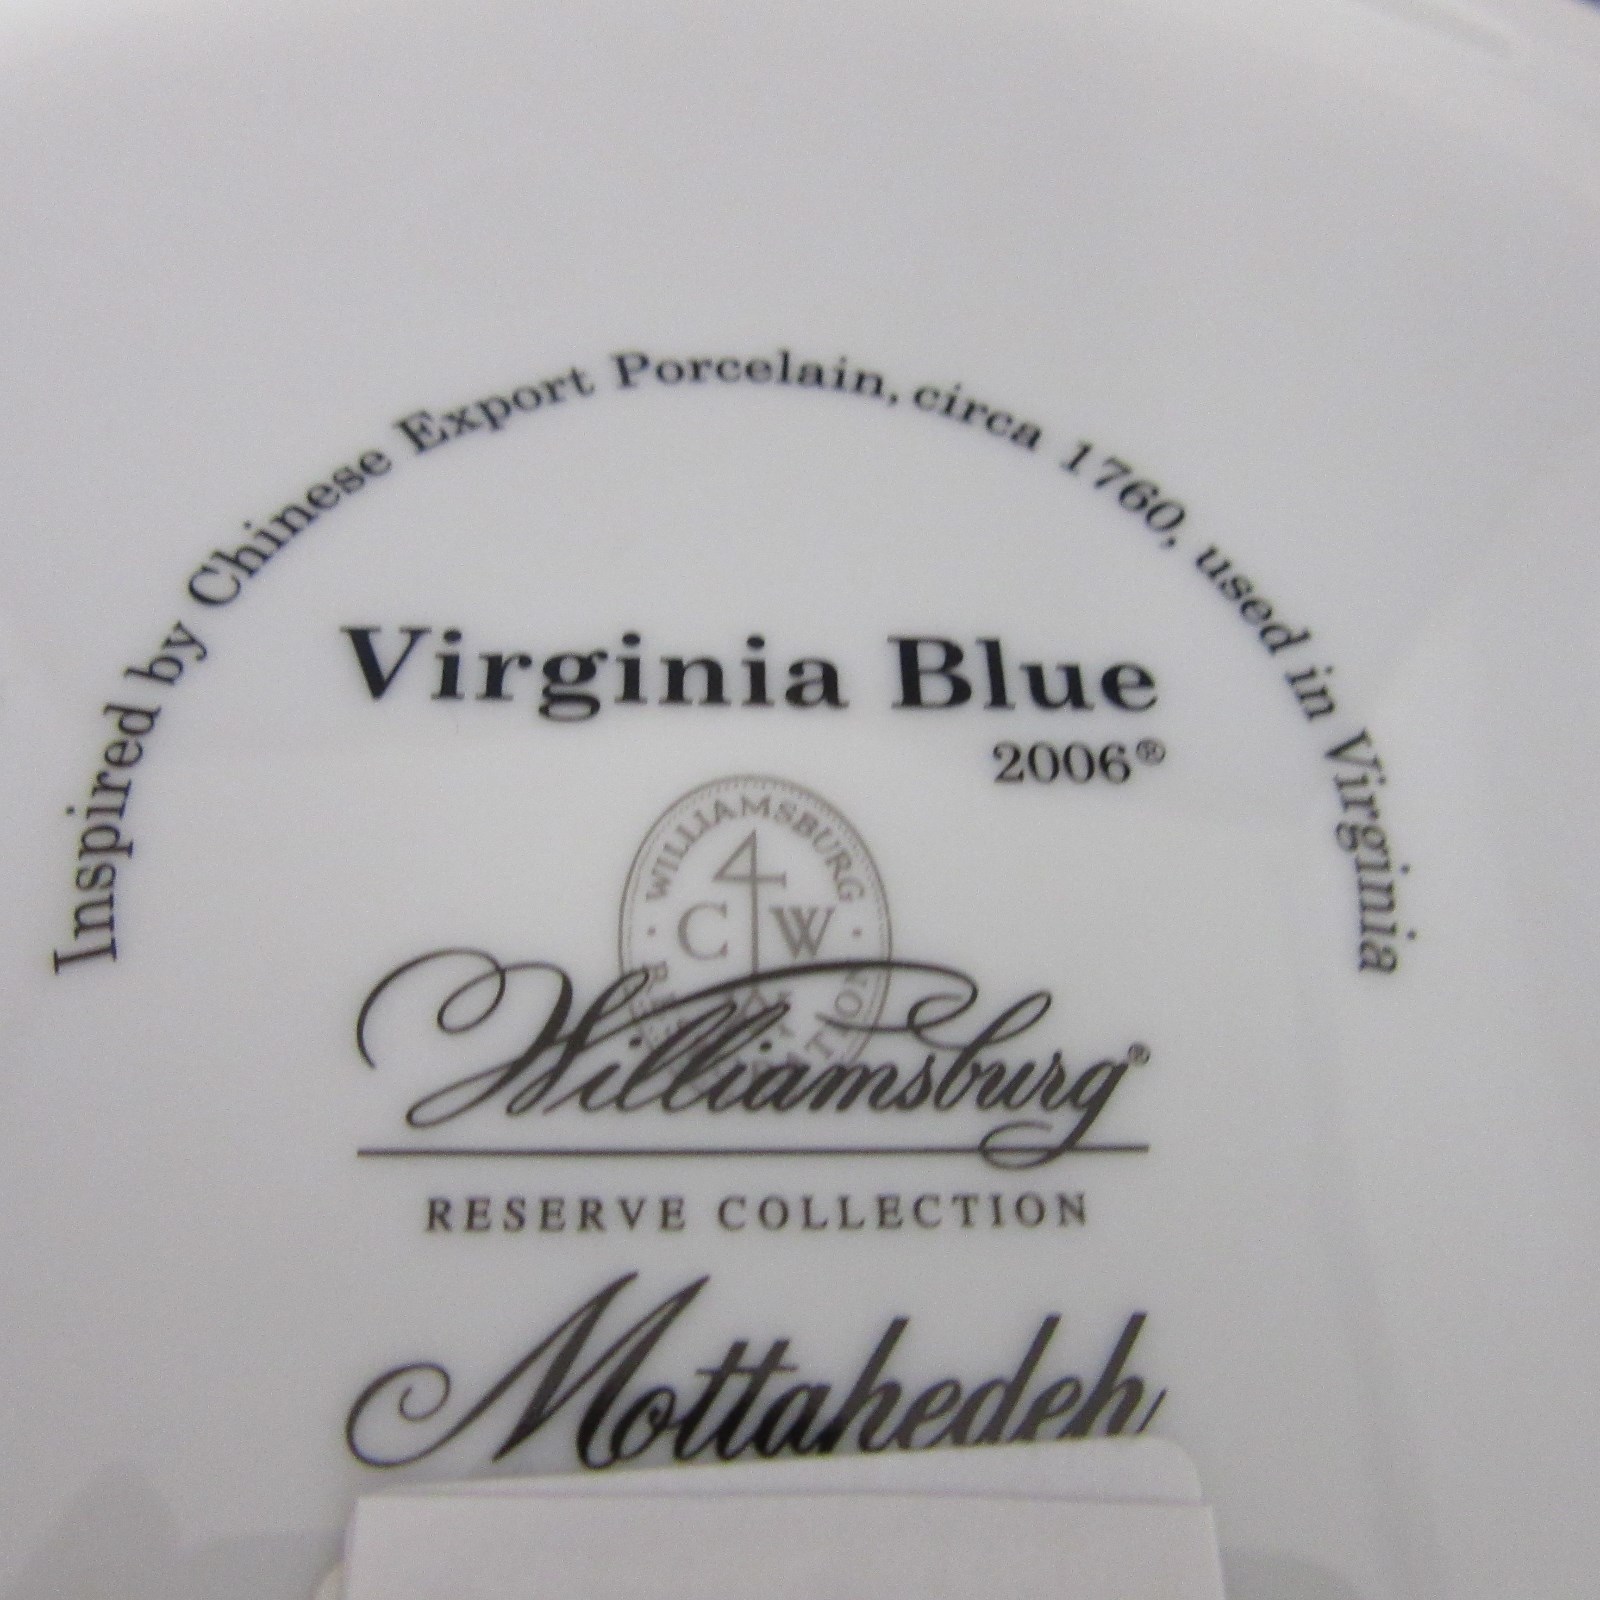 Inspired by Chinese Export Porcelain, circa 1760, used in Virginia
Virginia Blue
2006®
WILLIAMSBURG
C W
Williamsburg®
RESERVE COLLECTION
Mottahedeh